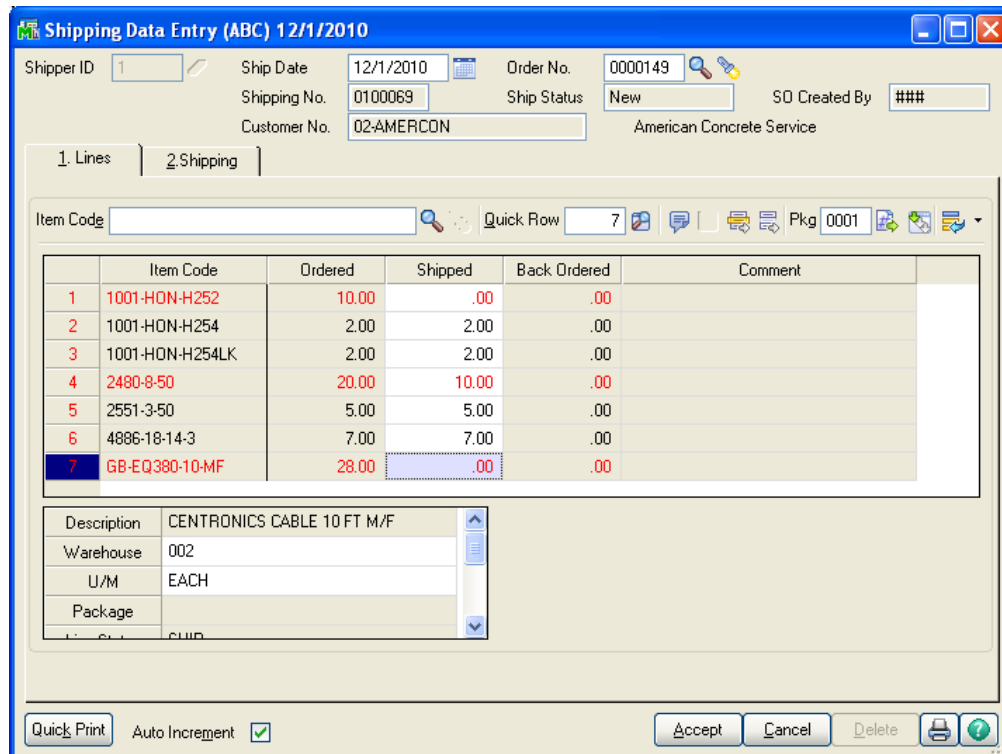 Shipping Data Entry (ABC) 12/1/2010
Shipper ID 1 Ship Date 12/1/2010 Order No. 0000149
Shipping No. 0100069 Ship Status New SO Created By ###
Customer No. 02-AMERCON American Concrete Service
1. Lines 2.Shipping
Item Code Quick Row 7 Pkg 0001
Item Code Ordered Shipped Back Ordered Comment
1 1001-HON-H252 10.00 .00 .00
2 1001-HON-H254 2.00 2.00 .00
3 1001-HON-H254LK 2.00 2.00 .00
4 2480-8-50 20.00 10.00 .00
5 2551-3-50 5.00 5.00 .00
6 4886-18-14-3 7.00 7.00 .00
7 GB-EQ380-10-MF 28.00 .00 .00
Description CENTRONICS CABLE 10 FT M/F
Warehouse 002
U/M EACH
Package
Quick Print Auto Increment Accept Cancel Delete